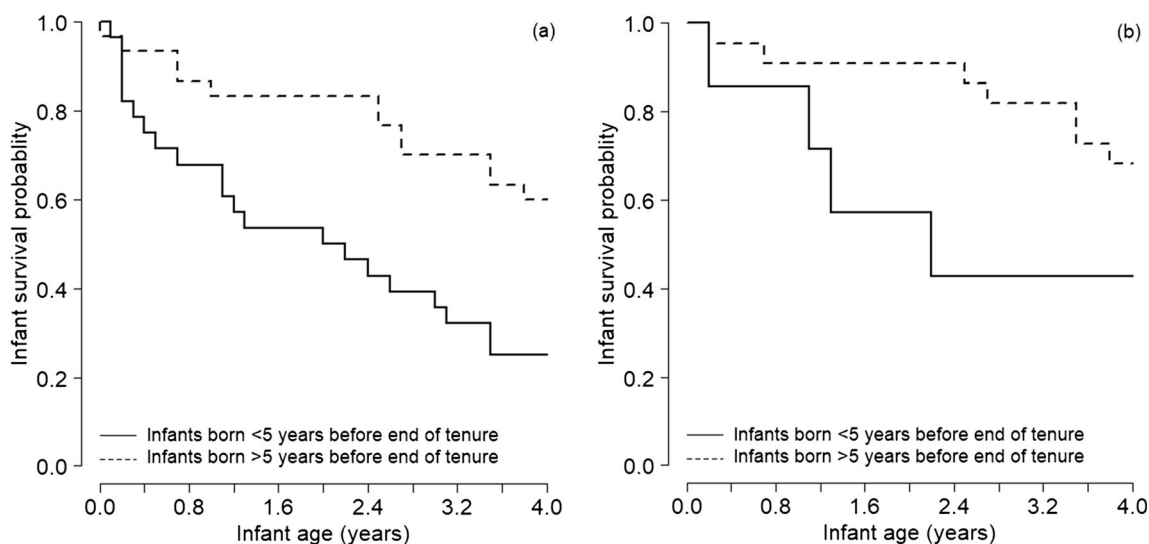 (a)
Infant survival probablity
1.0
0.8
0.6
0.4
0.2
0.0
Infants born <5 years before end of tenure
Infants born >5 years before end of tenure
0.0 0.8 1.6 2.4 3.2 4.0
Infant age (years)
(b)
Infant survival probablity
1.0
0.8
0.6
0.4
0.2
0.0
Infants born <5 years before end of tenure
Infants born >5 years before end of tenure
0.0 0.8 1.6 2.4 3.2 4.0
Infant age (years)